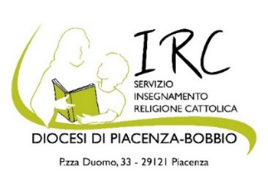 IRC
SERVIZIO
INSEGNAMENTO
RELIGIONE CATTOLICA
DIOCESI DI PIACENZA-BOBBIO
P.zza Duomo, 33 - 29121 Piacenza